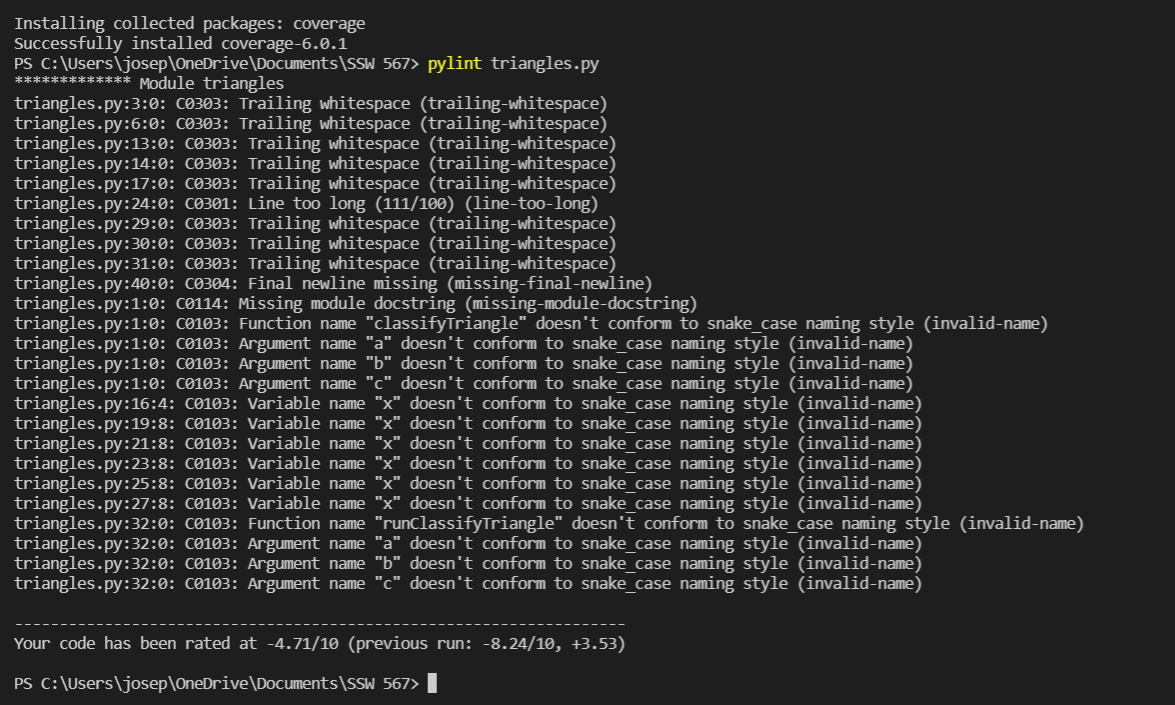 Installing collected packages: coverage
Successfully installed coverage-6.0.1
PS C:\Users\josep\OneDrive\Documents\SSW 567> pylint triangles.py
************* Module triangles
triangles.py:3:0: C0303: Trailing whitespace (trailing-whitespace)
triangles.py:6:0: C0303: Trailing whitespace (trailing-whitespace)
triangles.py:13:0: C0303: Trailing whitespace (trailing-whitespace)
triangles.py:14:0: C0303: Trailing whitespace (trailing-whitespace)
triangles.py:17:0: C0303: Trailing whitespace (trailing-whitespace)
triangles.py:24:0: C0301: Line too long (111/100) (line-too-long)
triangles.py:29:0: C0303: Trailing whitespace (trailing-whitespace)
triangles.py:30:0: C0303: Trailing whitespace (trailing-whitespace)
triangles.py:31:0: C0303: Trailing whitespace (trailing-whitespace)
triangles.py:40:0: C0304: Final newline missing (missing-final-newline)
triangles.py:1:0: C0114: Missing module docstring (missing-module-docstring)
triangles.py:1:0: C0103: Function name "classifyTriangle" doesn't conform to snake_case naming style (invalid-name)
triangles.py:1:0: C0103: Argument name "a" doesn't conform to snake_case naming style (invalid-name)
triangles.py:1:0: C0103: Argument name "b" doesn't conform to snake_case naming style (invalid-name)
triangles.py:1:0: C0103: Argument name "c" doesn't conform to snake_case naming style (invalid-name)
triangles.py:16:4: C0103: Variable name "x" doesn't conform to snake_case naming style (invalid-name)
triangles.py:19:8: C0103: Variable name "x" doesn't conform to snake_case naming style (invalid-name)
triangles.py:21:8: C0103: Variable name "x" doesn't conform to snake_case naming style (invalid-name)
triangles.py:23:8: C0103: Variable name "x" doesn't conform to snake_case naming style (invalid-name)
triangles.py:25:8: C0103: Variable name "x" doesn't conform to snake_case naming style (invalid-name)
triangles.py:27:8: C0103: Variable name "x" doesn't conform to snake_case naming style (invalid-name)
triangles.py:32:0: C0103: Function name "runClassifyTriangle" doesn't conform to snake_case naming style (invalid-name)
triangles.py:32:0: C0103: Argument name "a" doesn't conform to snake_case naming style (invalid-name)
triangles.py:32:0: C0103: Argument name "b" doesn't conform to snake_case naming style (invalid-name)
triangles.py:32:0: C0103: Argument name "c" doesn't conform to snake_case naming style (invalid-name)
--------------------------------------------------------------------
Your code has been rated at -4.71/10 (previous run: -8.24/10, +3.53)
PS C:\Users\josep\OneDrive\Documents\SSW 567>